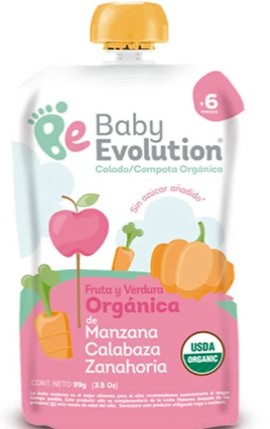 Be
Baby
Evolution
Colado/Compota Orgánica
+6
meses
Sin azúcar añadido*
Fruta y Verdura
Orgánica
de
Manzana
Calabaza
Zanahoria
USDA
ORGANIC
CONT NETO 99g (3.5 Oz)